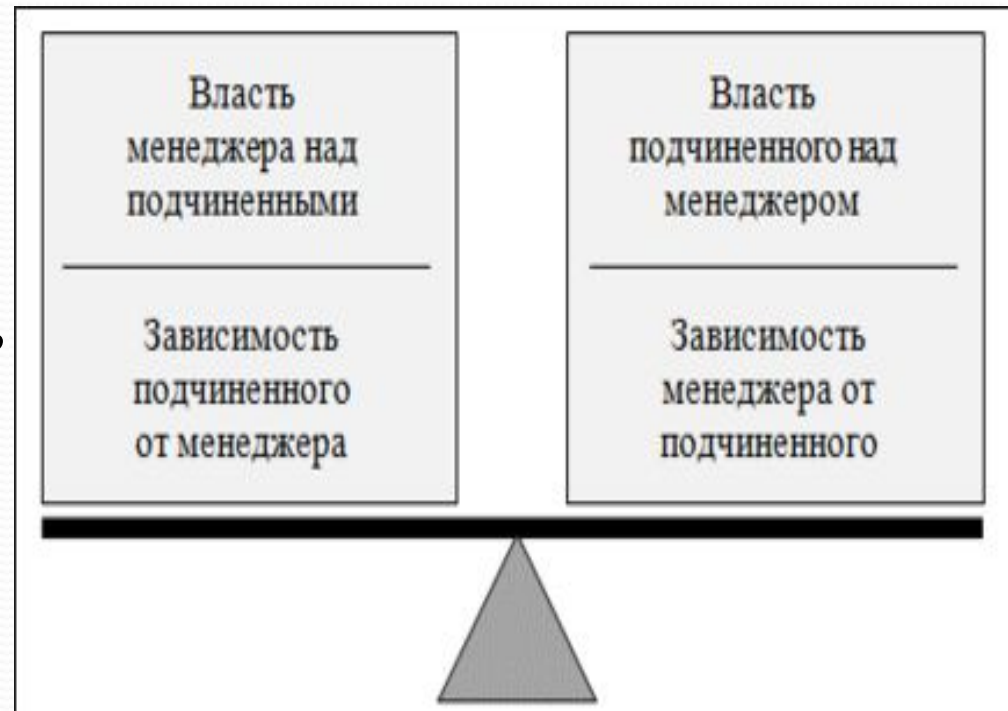 Власть
менеджера над
подчиненными
Зависимость
подчиненного
от менеджера
Власть
подчиненного над
менеджером
Зависимость
менеджера от
подчиненного